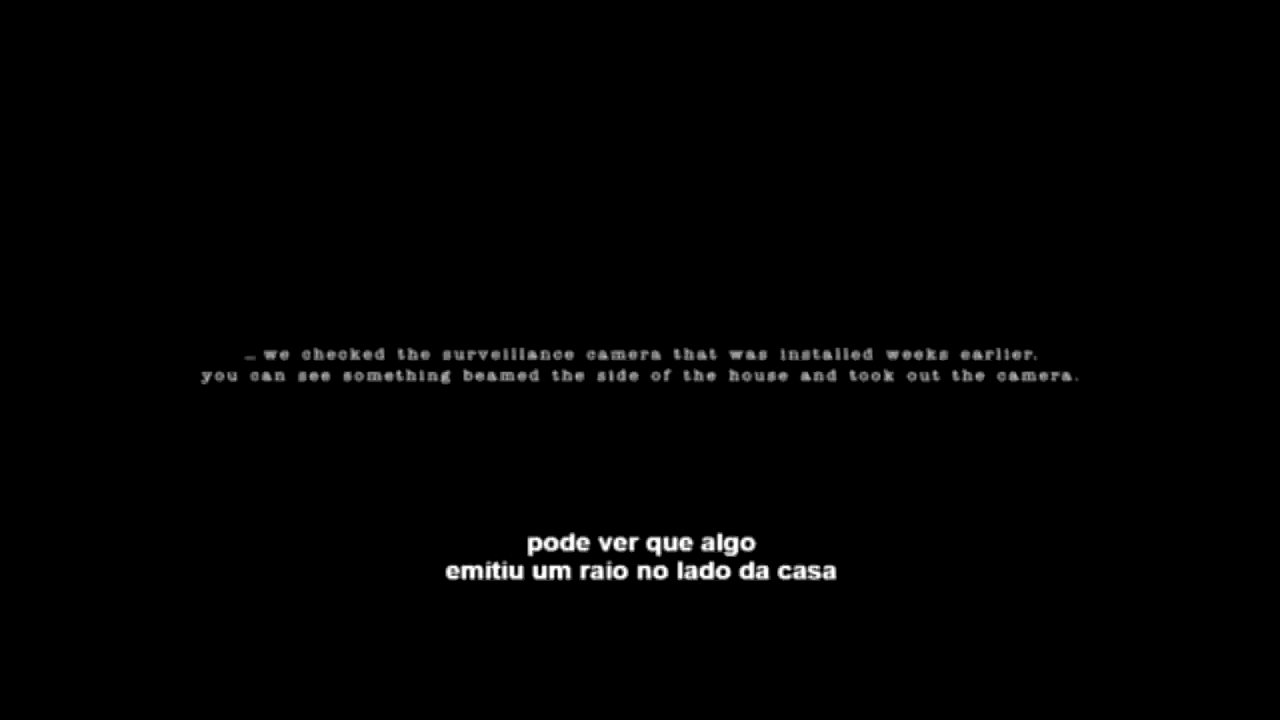 … we checked the surveillance camera that was installed weeks earlier.
you can see something beamed the side of the house and took out the camera.
pode ver que algo
emitiu um raio no lado da casa